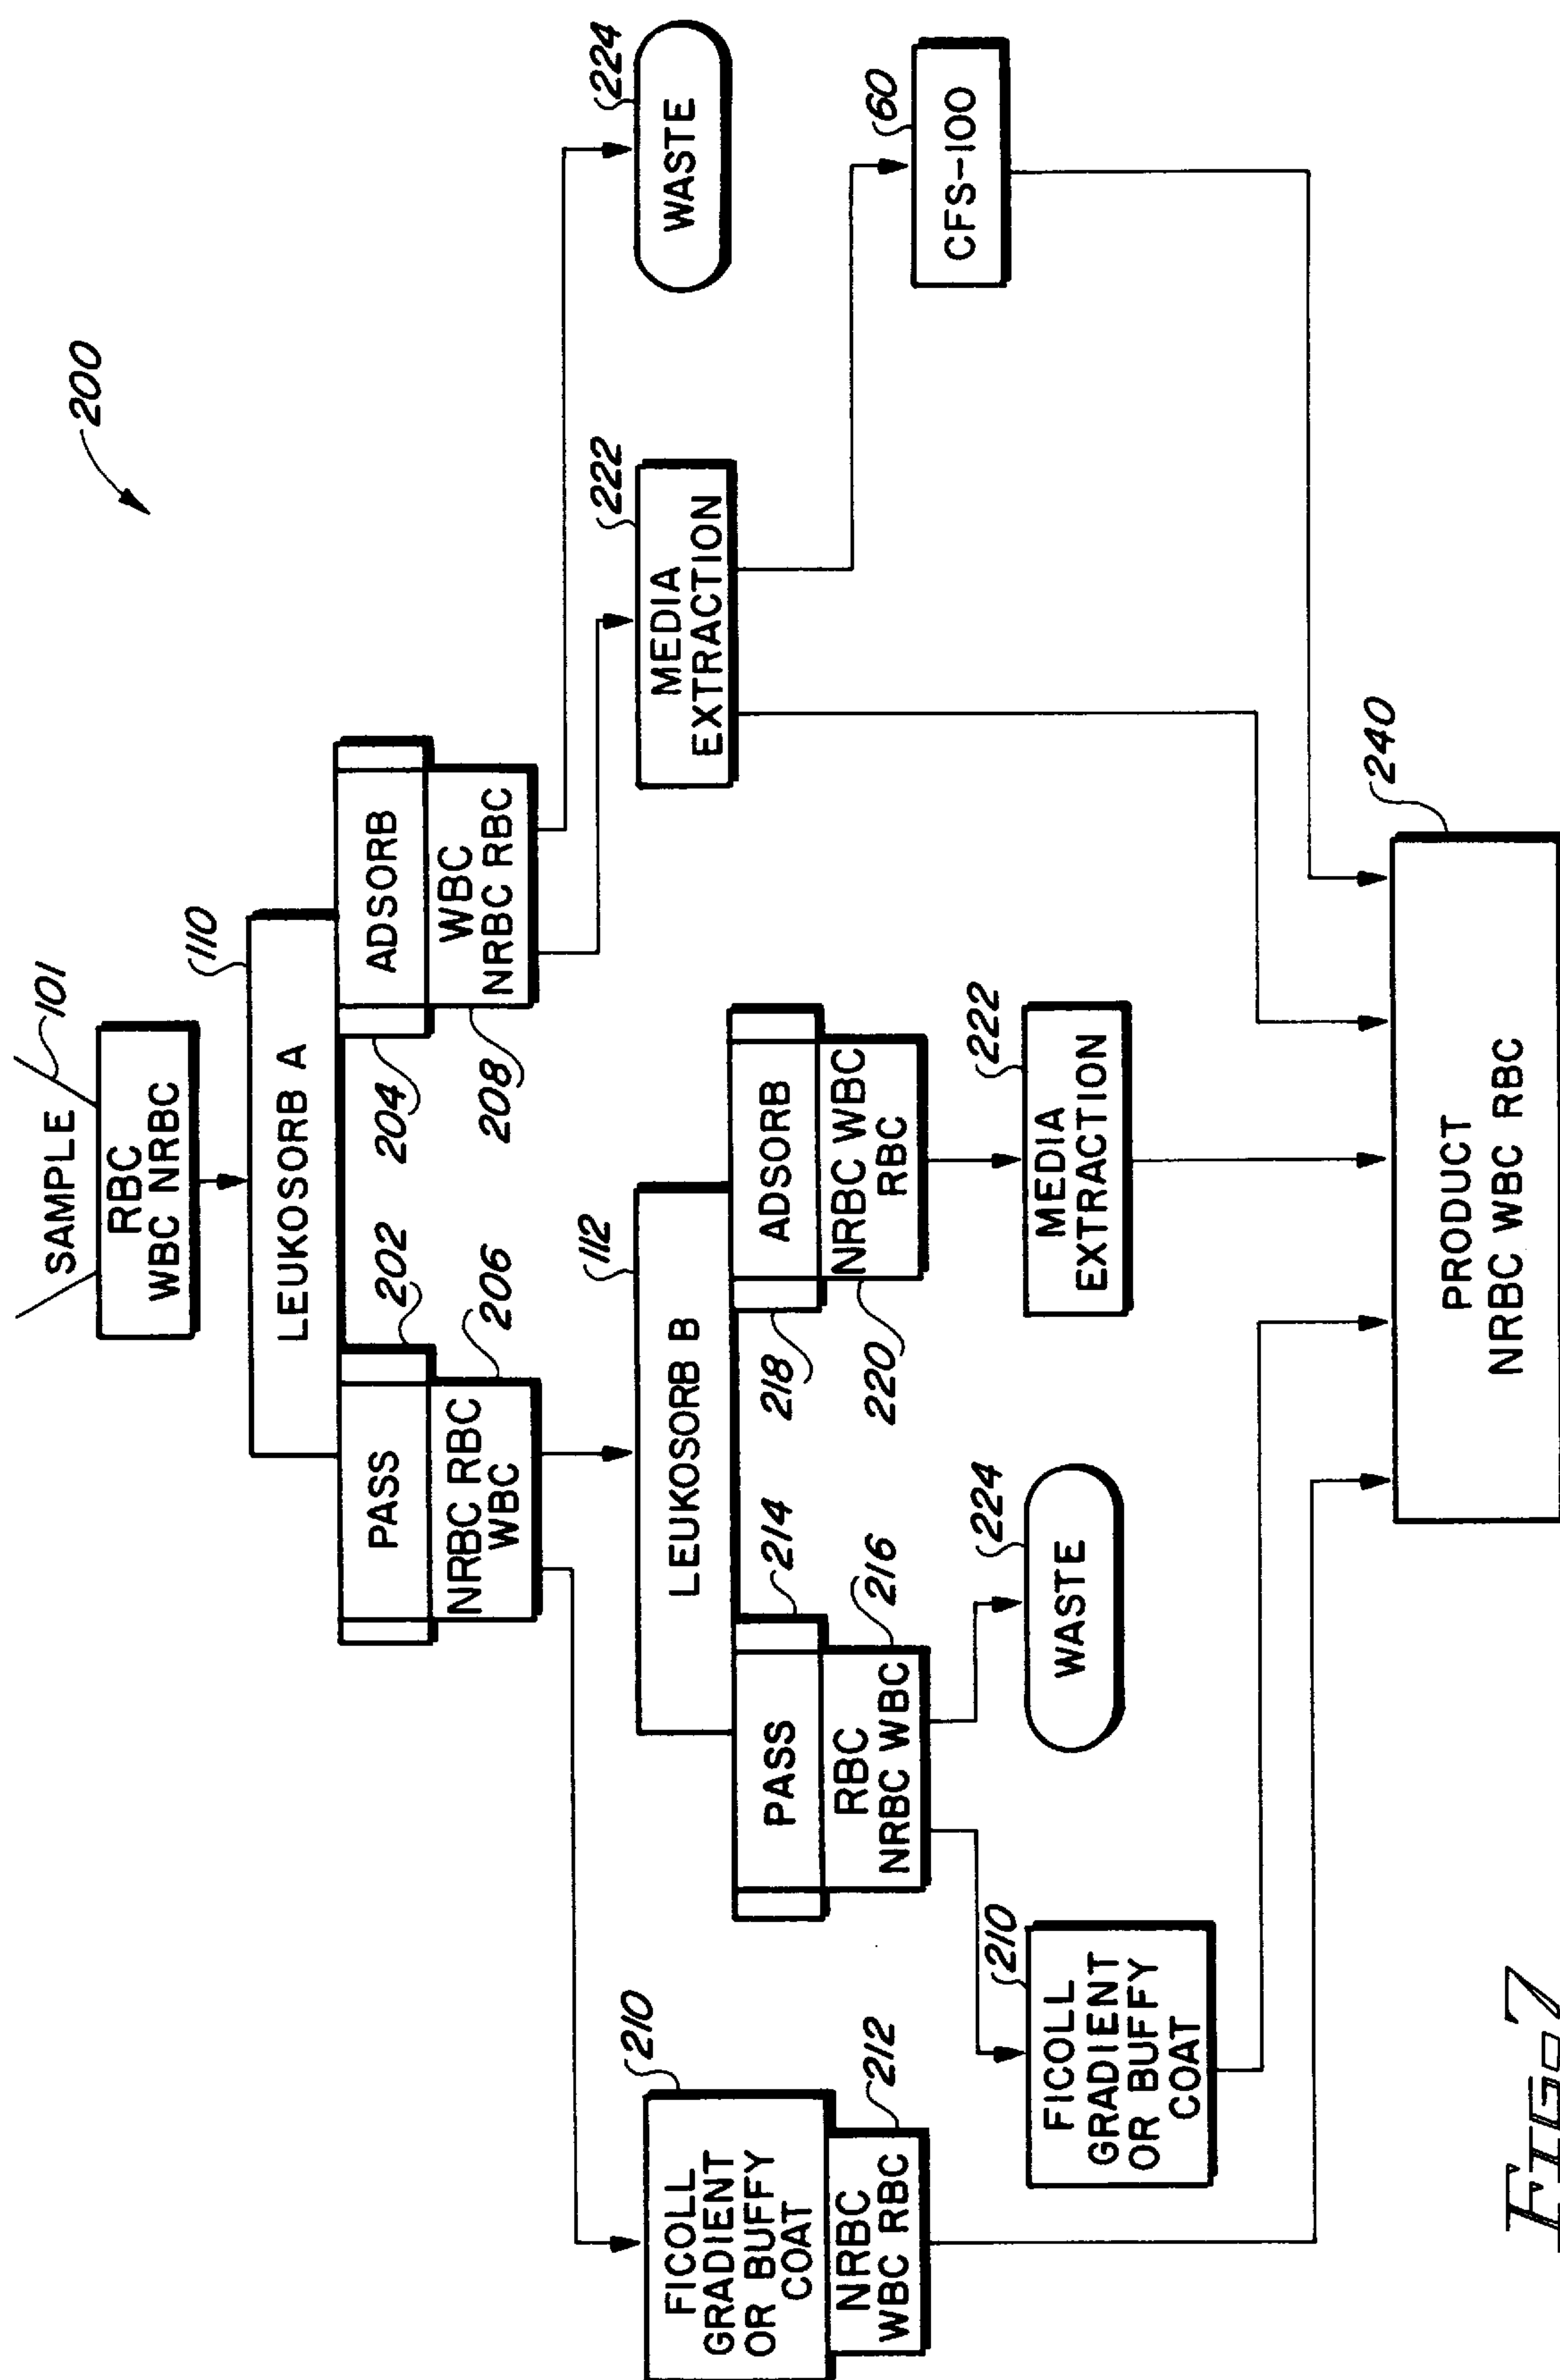 200
SAMPLE
101
RBC
WBC NRBC
110
LEUKOSORB A
202
PASS
NRBC RBC
WBC
206
204
ADSORB
WBC
NRBC RBC
208
210
FICOLL
GRADIENT
OR BUFFY
COAT
NRBC
WBC RBC
212
112
LEUKOSORB B
214
PASS
RBC
NRBC WBC
216
218
ADSORB
NRBC WBC
RBC
220
222
MEDIA
EXTRACTION
224
WASTE
210
FICOLL
GRADIENT
OR BUFFY
COAT
224
WASTE
222
MEDIA
EXTRACTION
60
CFS-100
240
PRODUCT
NRBC WBC RBC
FIG-7